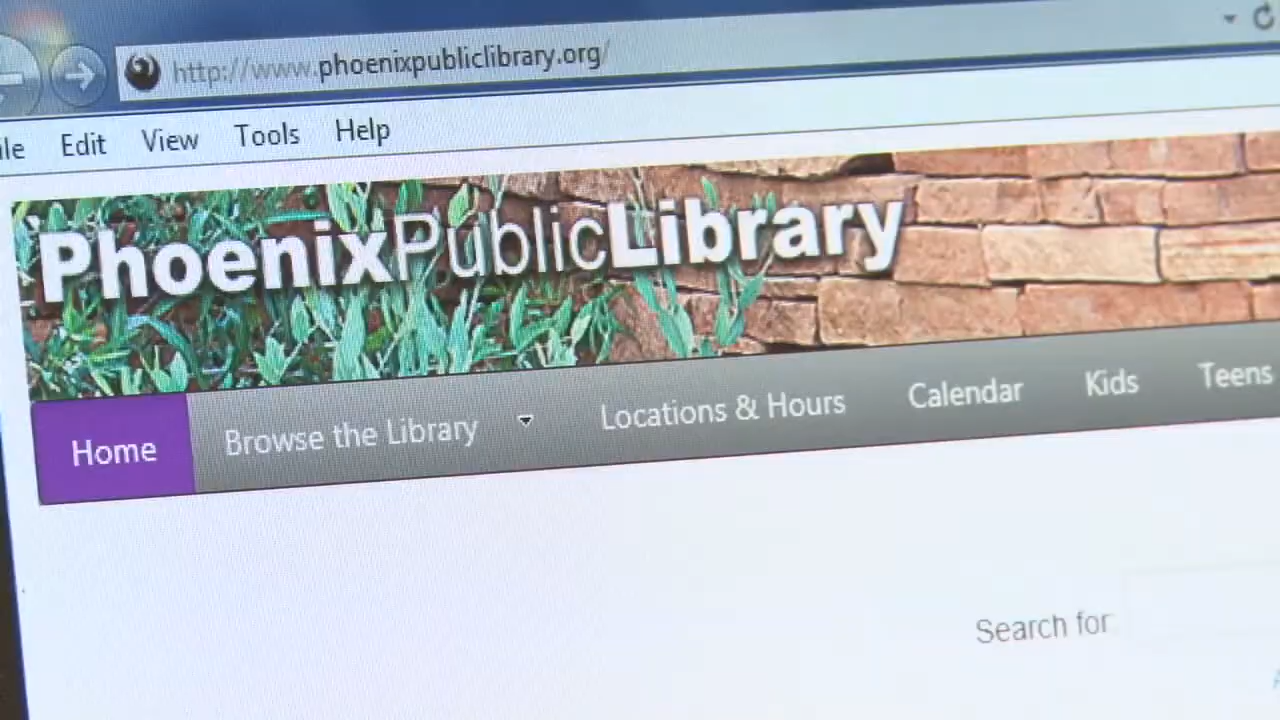 http://www.phoenixpubliclibrary.org/
Edit View Tools Help
PhoenixPublicLibrary
Home Browse the Library Locations & Hours Calendar Kids Teens
Search for